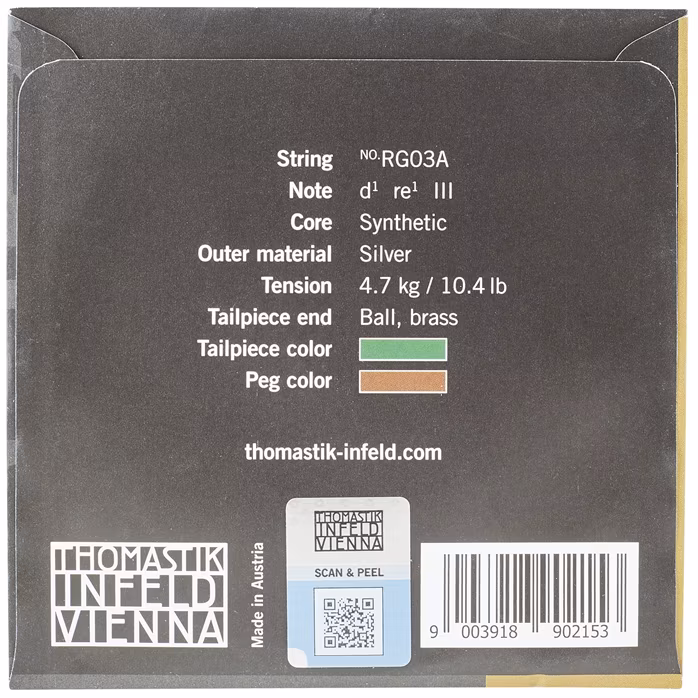 String NO.RG03A
Note d¹ re¹ III
Core Synthetic
Outer material Silver
Tension 4.7 kg / 10.4 lb
Tailpiece end Ball, brass
Tailpiece color
Peg color
thomastik-infeld.com
THOMASTIK
INFELD
VIENNA
Made in Austria
THOMASTIK
INFELD
VIENNA
SCAN & PEEL
9 003918 902153